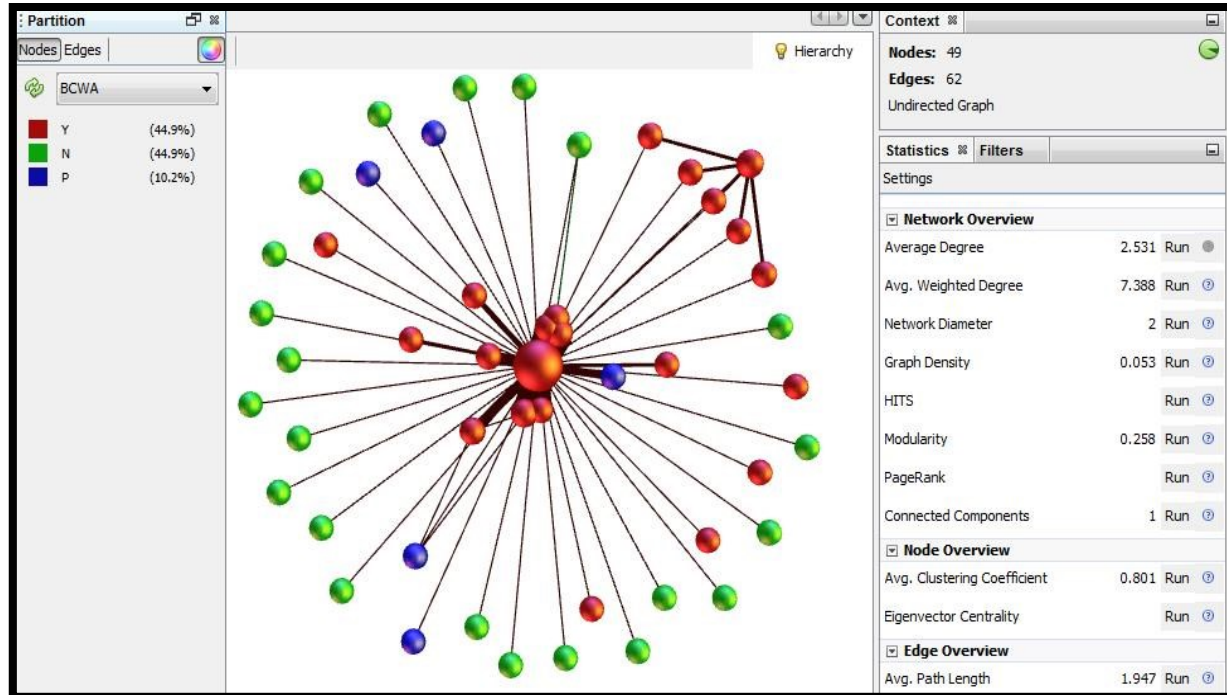 Partition
Nodes Edges
BCWA
Y (44.9%)
N (44.9%)
P (10.2%)
Hierarchy
Context
Nodes: 49
Edges: 62
Undirected Graph
Statistics Filters
Settings
Network Overview
Average Degree 2.531 Run
Avg. Weighted Degree 7.388 Run
Network Diameter 2 Run
Graph Density 0.053 Run
HITS Run
Modularity 0.258 Run
PageRank Run
Connected Components 1 Run
Node Overview
Avg. Clustering Coefficient 0.801 Run
Eigenvector Centrality Run
Edge Overview
Avg. Path Length 1.947 Run